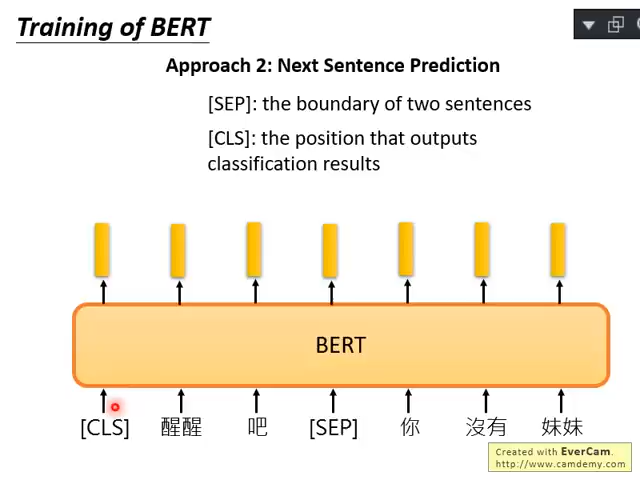 Training of BERT
Approach 2: Next Sentence Prediction
[SEP]: the boundary of two sentences
[CLS]: the position that outputs
classification results
BERT
[CLS] 醒醒 吧 [SEP] 你 沒有 妹妹
Created with EverCam.
http://www.camdemy.com